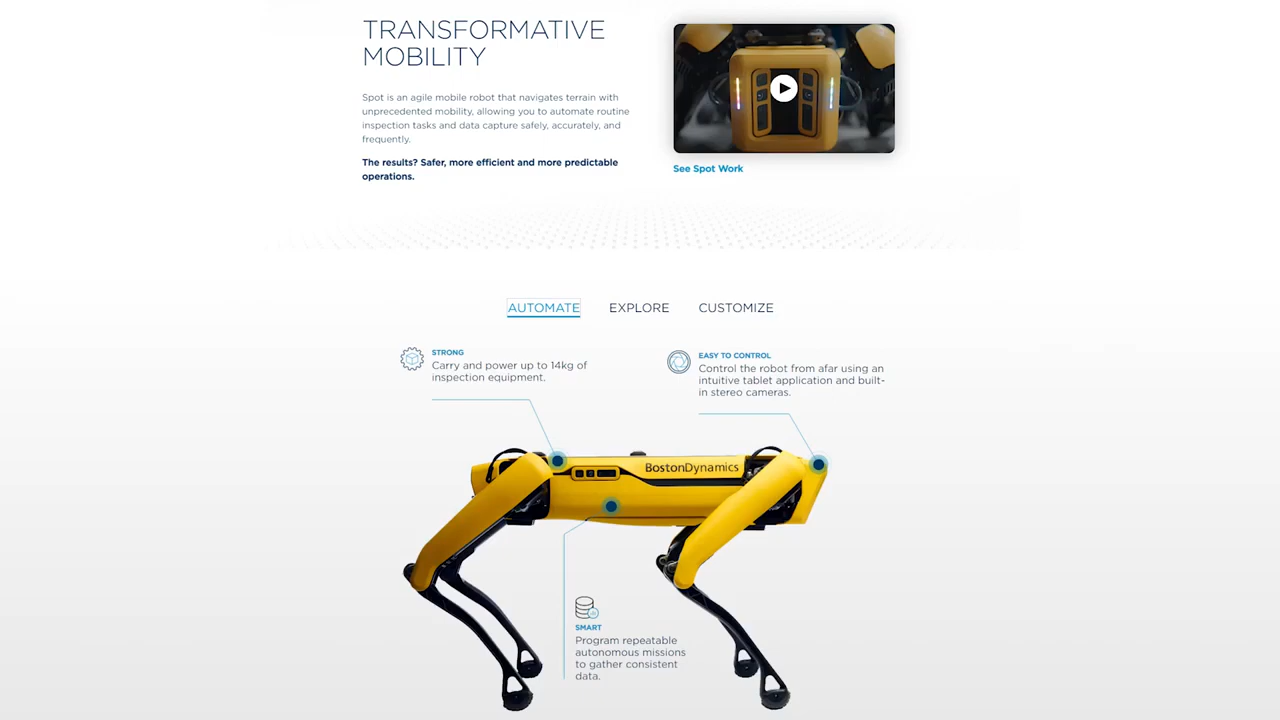 TRANSFORMATIVE
MOBILITY
Spot is an agile mobile robot that navigates terrain with
unprecedented mobility, allowing you to automate routine
inspection tasks and data capture safely, accurately, and
frequently.
The results? Safer, more efficient and more predictable
operations.
See Spot Work
AUTOMATE
EXPLORE
CUSTOMIZE
STRONG
Carry and power up to 14kg of
inspection equipment.
EASY TO CONTROL
Control the robot from afar using an
intuitive tablet application and built-
in stereo cameras.
BostonDynamics
SMART
Program repeatable
autonomous missions
to gather consistent
data.